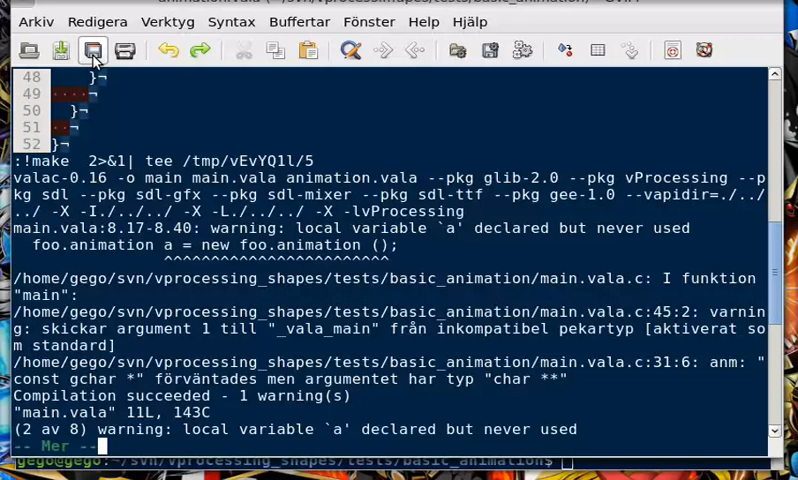 Arkiv Redigera Verktyg Syntax Buffertar Fönster Help Hjälp
48 }¬
49 ····¬
50 }¬
51 ··¬
52 }¬
:!make  2>&1| tee /tmp/vEvYQ1l/5
valac-0.16 -o main main.vala animation.vala --pkg glib-2.0 --pkg vProcessing --p
kg sdl --pkg sdl-gfx --pkg sdl-mixer --pkg sdl-ttf --pkg gee-1.0 --vapidir=./../
../ -X -I./../../ -X -L./../../ -X -lvProcessing
main.vala:8.17-8.40: warning: local variable `a' declared but never used
  foo.animation a = new foo.animation ();
                ^^^^^^^^^^^^^^^^^^^^^^^^
/home/gego/svn/vprocessing_shapes/tests/basic_animation/main.vala.c: I funktion
"main":
/home/gego/svn/vprocessing_shapes/tests/basic_animation/main.vala.c:45:2: varnin
g: skickar argument 1 till "_vala_main" från inkompatibel pekartyp [aktiverat so
m standard]
/home/gego/svn/vprocessing_shapes/tests/basic_animation/main.vala.c:31:6: anm: "
const gchar *" förväntades men argumentet har typ "char **"
Compilation succeeded - 1 warning(s)
"main.vala" 11L, 143C
(2 av 8) warning: local variable `a' declared but never used
-- Mer --
gego@gego:~/svn/vprocessing_shapes/tests/basic_animation$